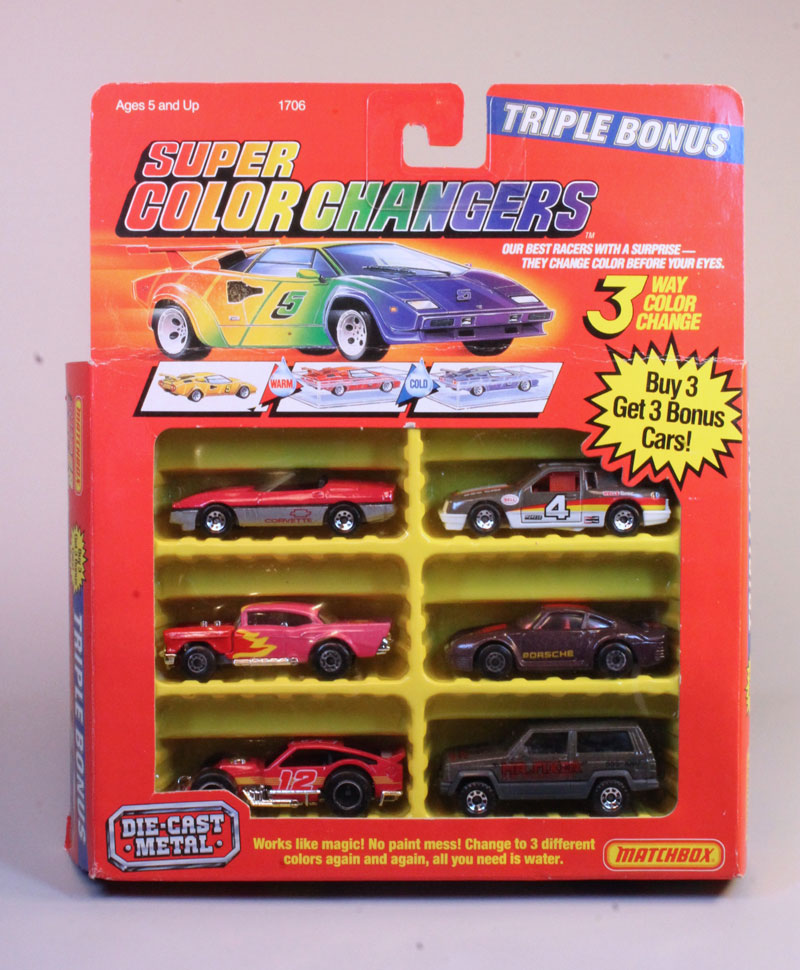 Ages 5 and Up
1706
TRIPLE BONUS
SUPER
COLOR CHANGERS
TM
OUR BEST RACERS WITH A SURPRISE—
THEY CHANGE COLOR BEFORE YOUR EYES.
5
3 WAY
COLOR
CHANGE
WARM
COLD
Buy 3
Get 3 Bonus
Cars!
MATCHBOX
CORVETTE
4
PORSCHE
12
TRIPLE BONUS
DIE-CAST
METAL
Works like magic! No paint mess! Change to 3 different
colors again and again, all you need is water.
MATCHBOX